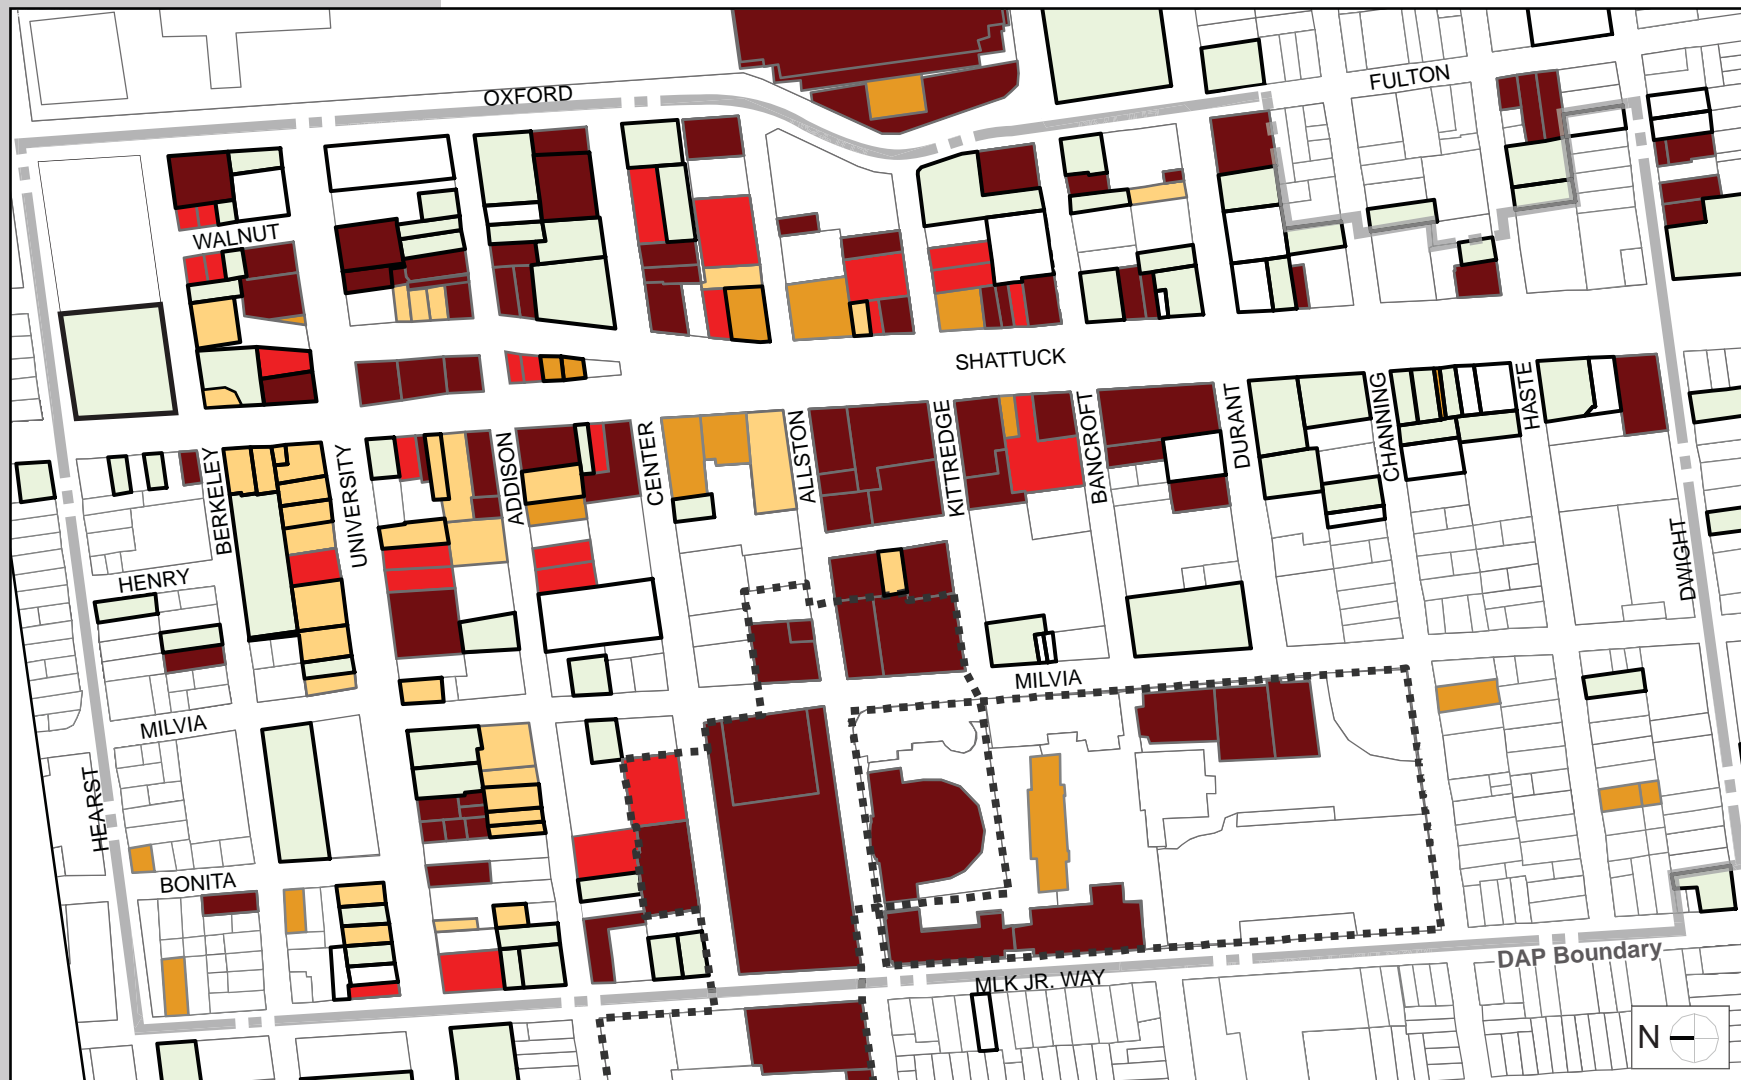 OXFORD
FULTON
WALNUT
SHATTUCK
BERKELEY
UNIVERSITY
ADDISON
CENTER
ALLSTON
KITTREDGE
BANCROFT
DURANT
CHANNING
HASTE
DWIGHT
HENRY
MILVIA
MILVIA
HEARST
BONITA
MLK JR. WAY
DAP Boundary
N